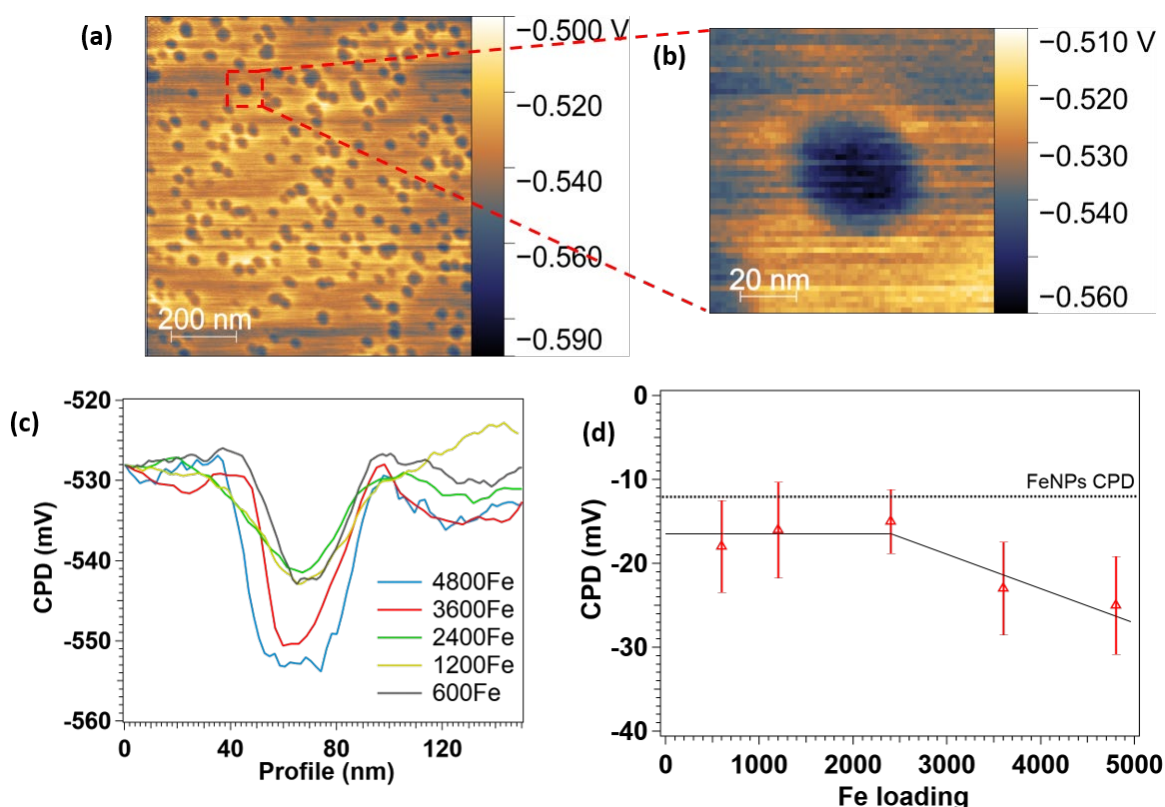 (a)
−0.500 V
−0.520
−0.540
−0.560
−0.590
200 nm
(b)
−0.510 V
−0.520
−0.530
−0.540
−0.560
20 nm
(c)
-520
-530
-540
-550
-560
CPD (mV)
4800Fe
3600Fe
2400Fe
1200Fe
600Fe
0
40
80
120
Profile (nm)
(d)
0
-10
-20
-30
-40
CPD (mV)
FeNPs CPD
0
1000
2000
3000
4000
5000
Fe loading